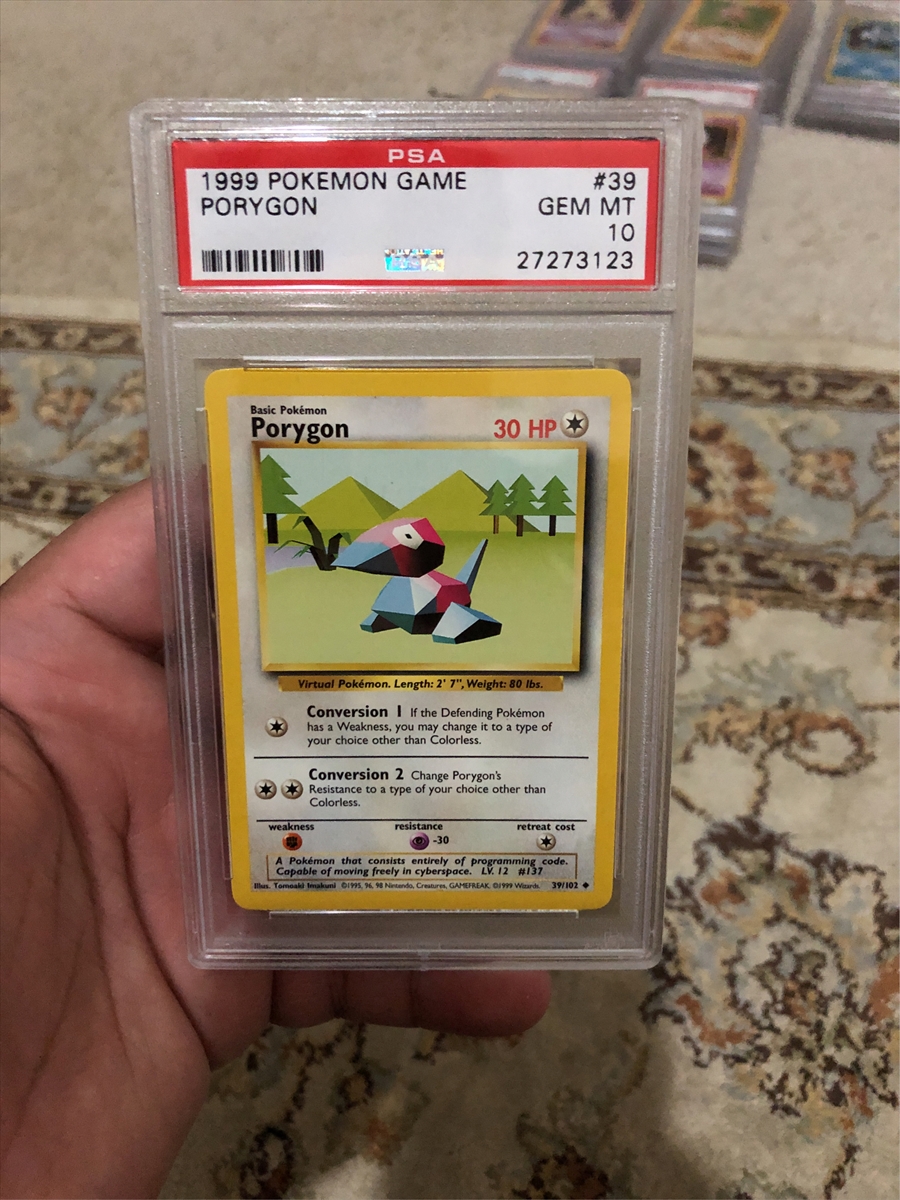 PSA
1999 POKEMON GAME #39
PORYGON GEM MT
10
27273123
Basic Pokémon
Porygon 30 HP
Virtual Pokémon. Length: 2' 7", Weight: 80 lbs.
Conversion 1 If the Defending Pokémon
has a Weakness, you may change it to a type of
your choice other than Colorless.
Conversion 2 Change Porygon's
Resistance to a type of your choice other than
Colorless.
weakness resistance retreat cost
-30
A Pokémon that consists entirely of programming code.
Capable of moving freely in cyberspace. LV. 12 #137
Illus. Tomoaki Imakuni ©1995, 96, 98 Nintendo, Creatures, GAMEFREAK. ©1999 Wizards. 39/102